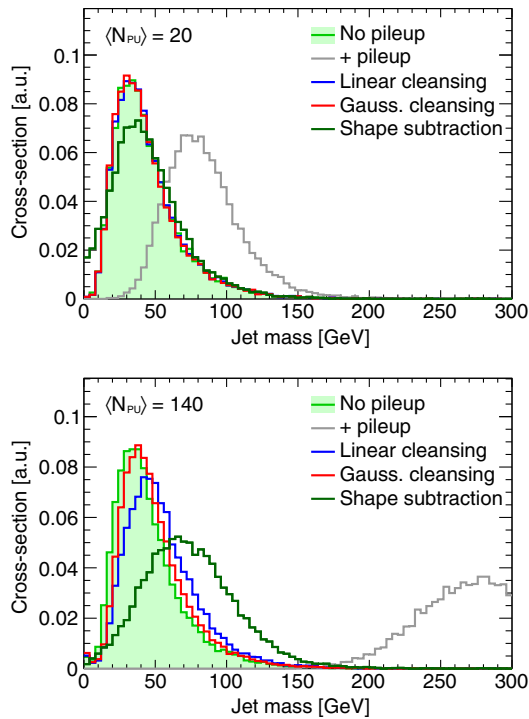 ⟨N_PU⟩ = 20
No pileup
+ pileup
Linear cleansing
Gauss. cleansing
Shape subtraction
Cross-section [a.u.]
0.1
0.08
0.06
0.04
0.02
0
0 50 100 150 200 250 300
Jet mass [GeV]
⟨N_PU⟩ = 140
No pileup
+ pileup
Linear cleansing
Gauss. cleansing
Shape subtraction
Cross-section [a.u.]
0.1
0.08
0.06
0.04
0.02
0
0 50 100 150 200 250 300
Jet mass [GeV]